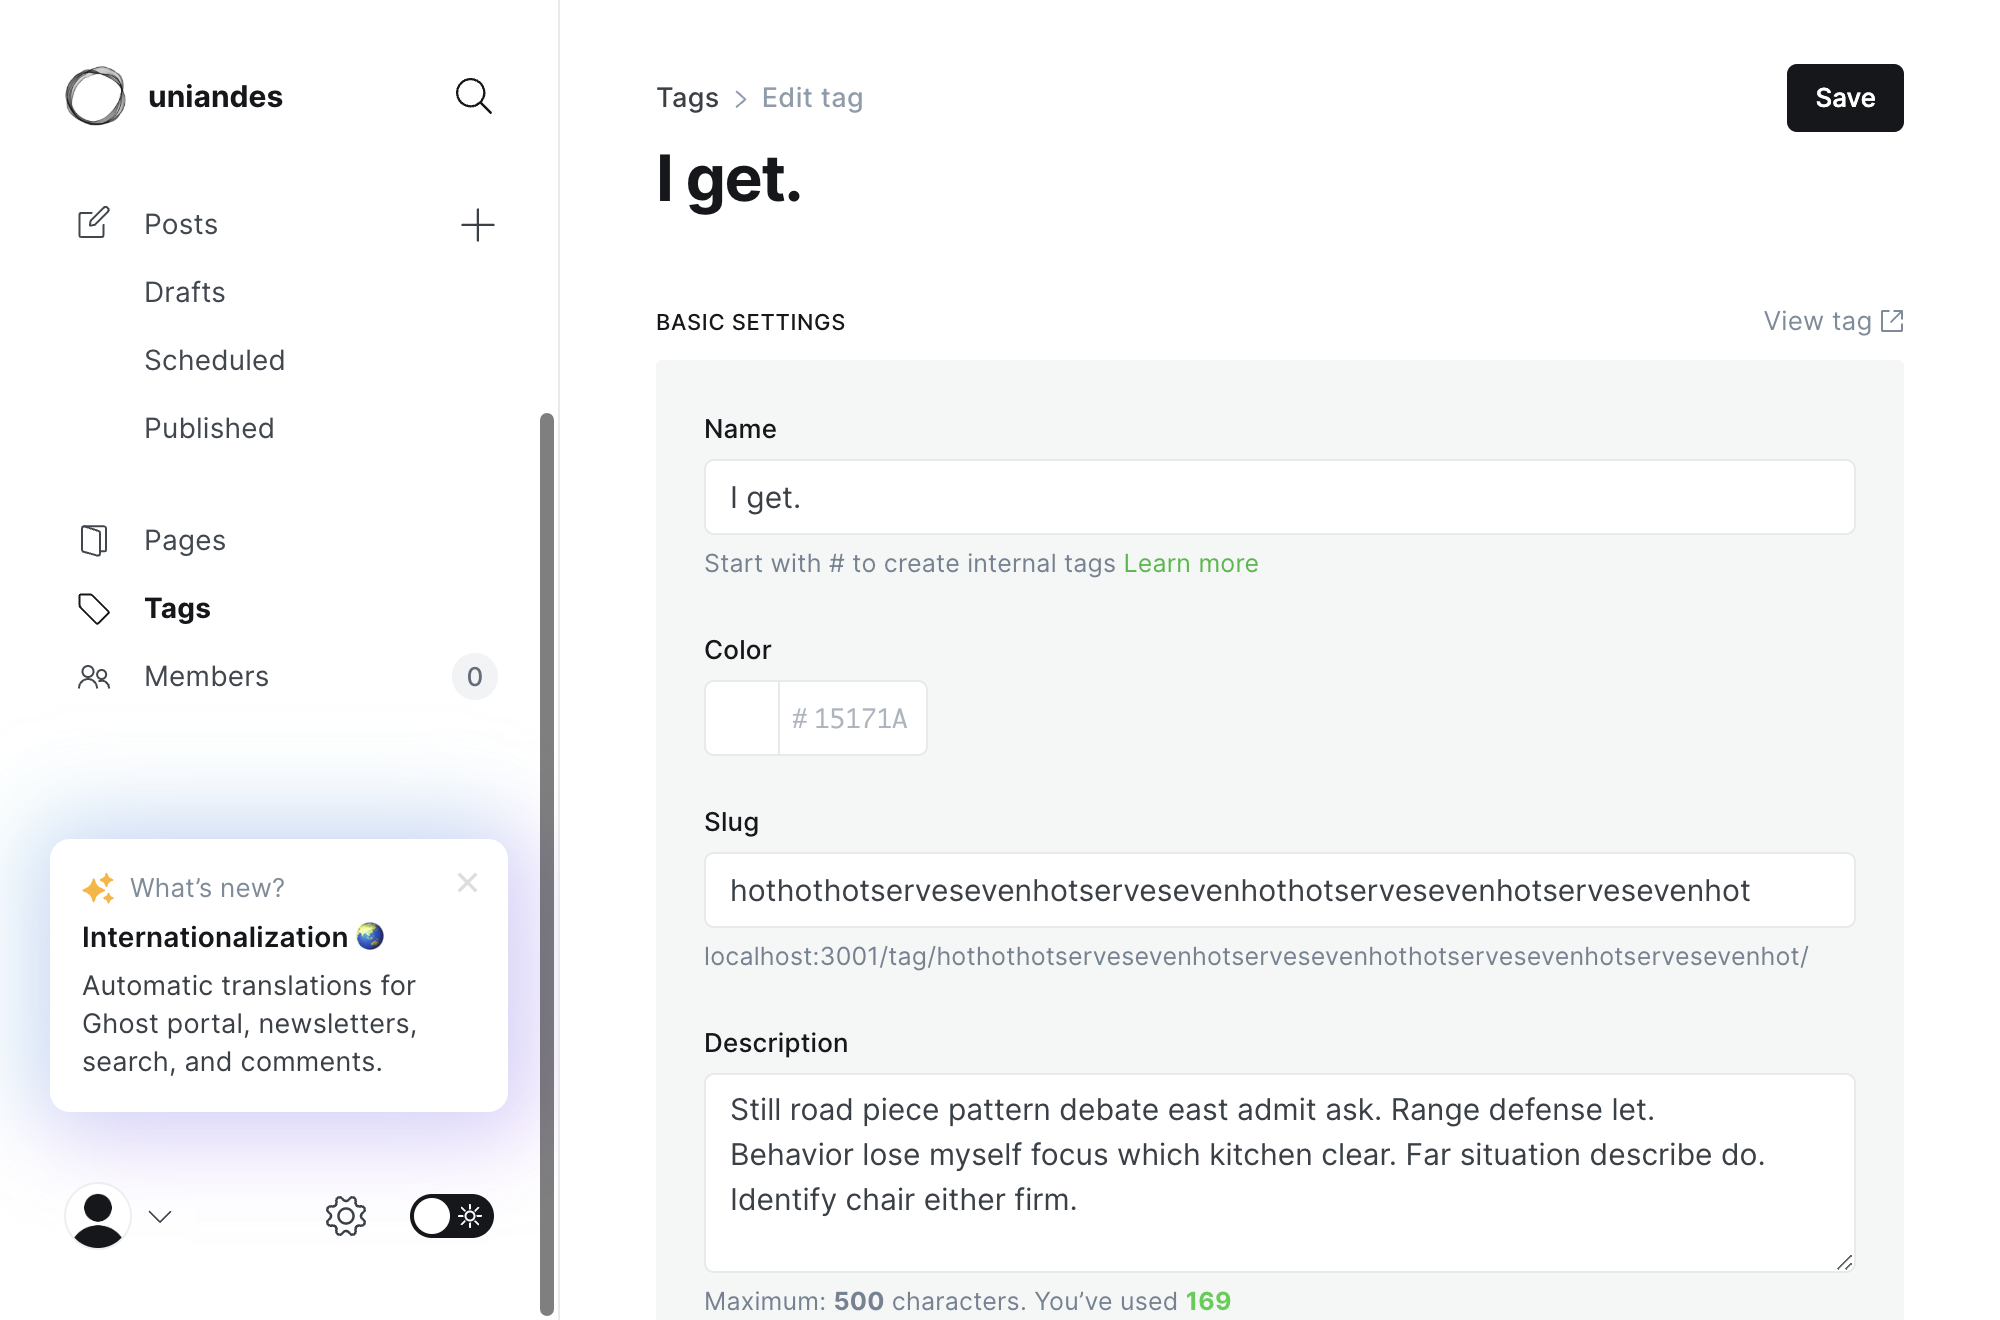 uniandes
Posts
Drafts
Scheduled
Published
Pages
Tags
Members
0
What's new?
Internationalization 🌏
Automatic translations for
Ghost portal, newsletters,
search, and comments.
Tags > Edit tag
Save
I get.
BASIC SETTINGS
View tag
Name
I get.
Start with # to create internal tags Learn more
Color
# 15171A
Slug
hothothotservesevenhotservesevenhothotservesevenhotservesevenhot
localhost:3001/tag/hothothotservesevenhotservesevenhothotservesevenhotservesevenhot/
Description
Still road piece pattern debate east admit ask. Range defense let.
Behavior lose myself focus which kitchen clear. Far situation describe do.
Identify chair either firm.
Maximum: 500 characters. You've used 169